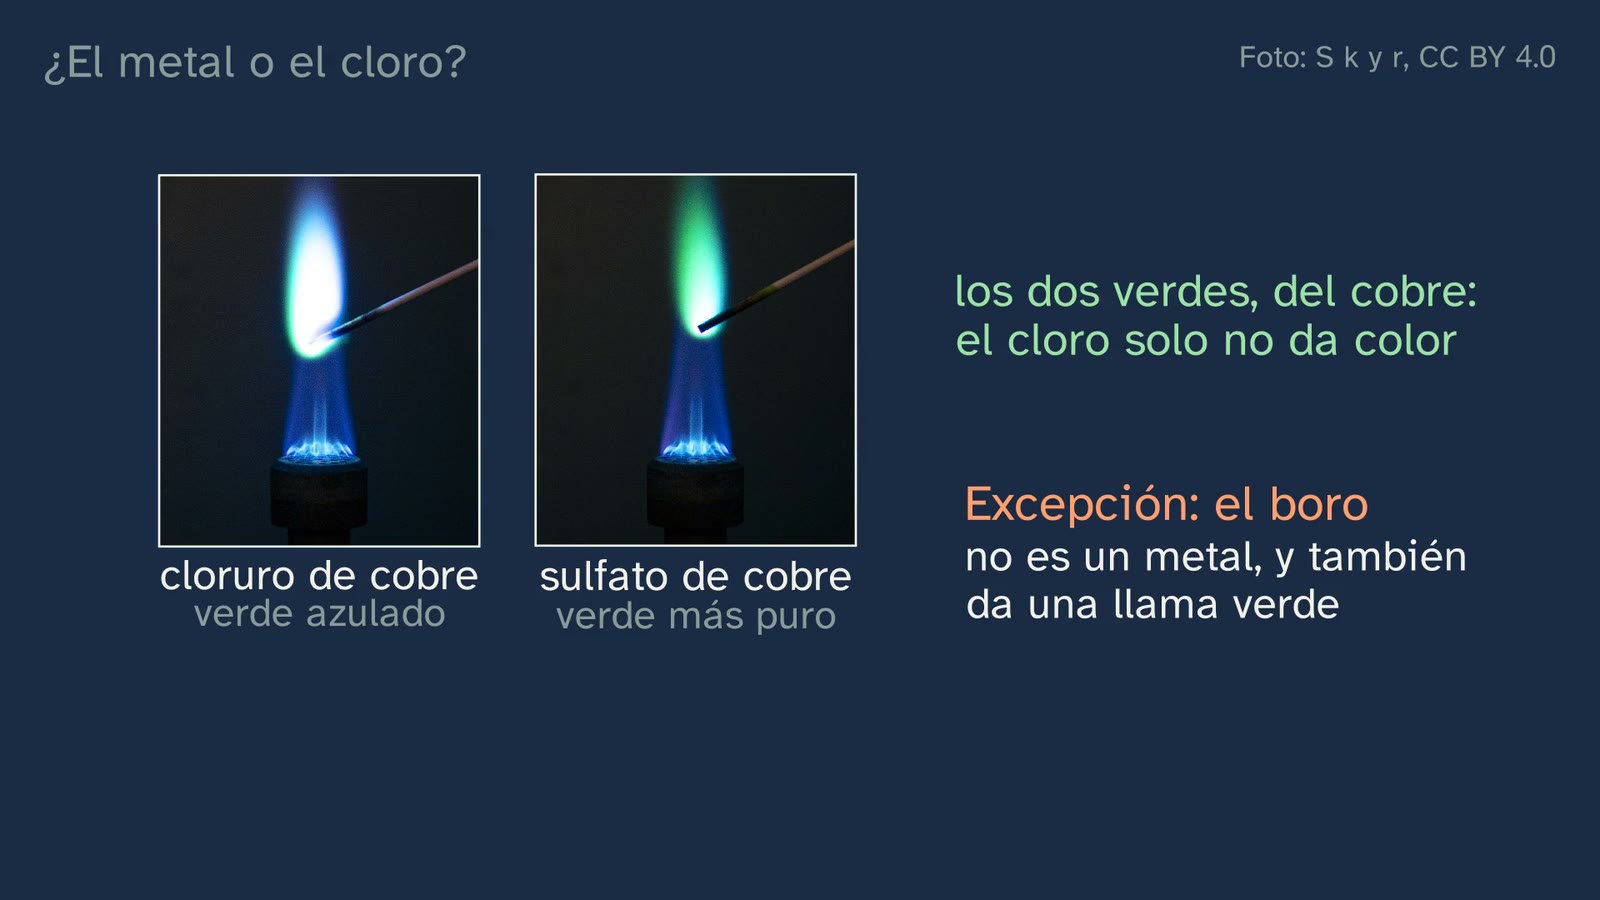 ¿El metal o el cloro?
Foto: S k y r, CC BY 4.0
cloruro de cobre
verde azulado
sulfato de cobre
verde más puro
los dos verdes, del cobre:
el cloro solo no da color
Excepción: el boro
no es un metal, y también
da una llama verde